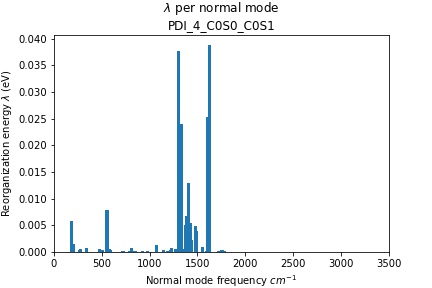 λ per normal mode
PDI_4_C0S0_C0S1
Reorganization energy λ (eV)
0.040
0.035
0.030
0.025
0.020
0.015
0.010
0.005
0.000
0 500 1000 1500 2000 2500 3000 3500
Normal mode frequency cm⁻¹